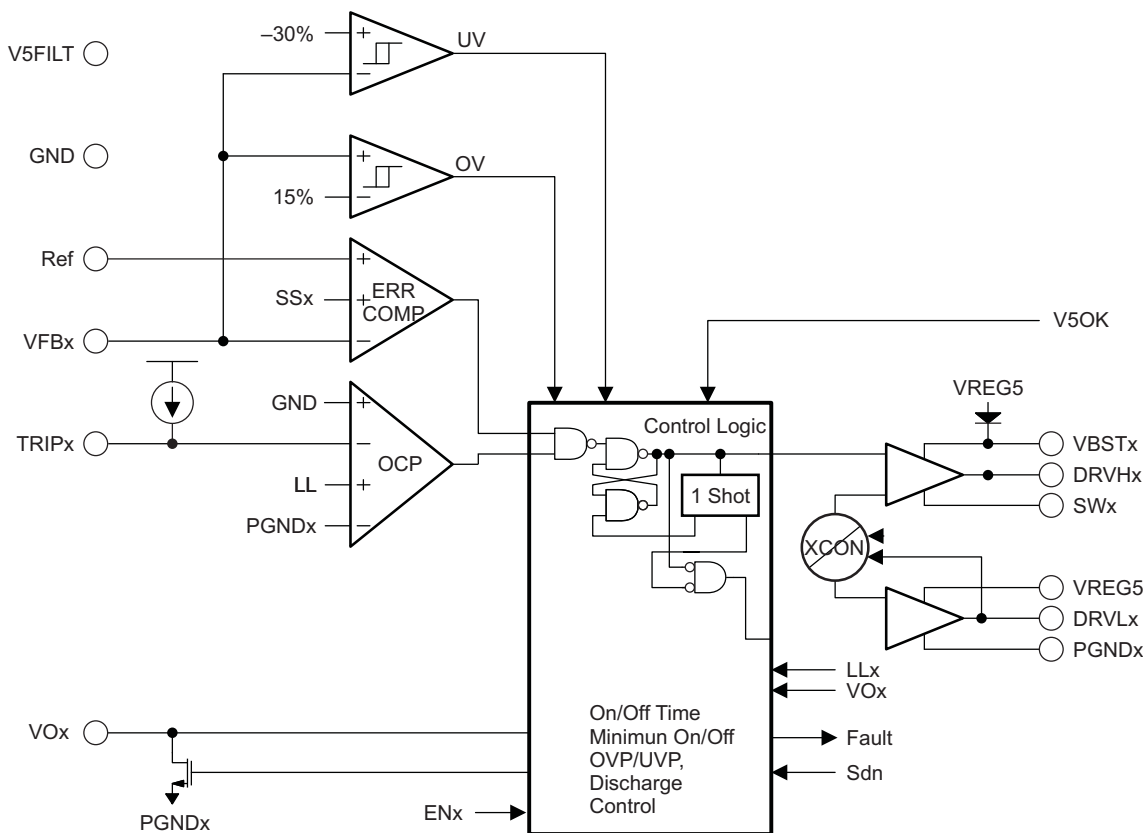 V5FILT
–30%
+
–
UV
GND
+
–
15%
OV
Ref
SSx
VFBx
+
+
–
ERR
COMP
GND
TRIPx
LL
PGNDx
+
–
+
–
OCP
V5OK
Control Logic
1 Shot
VREG5
VBSTx
DRVHx
SWx
XCON
VREG5
DRVLx
PGNDx
LLx
VOx
Fault
Sdn
On/Off Time
Minimun On/Off
OVP/UVP,
Discharge
Control
VOx
PGNDx
ENx